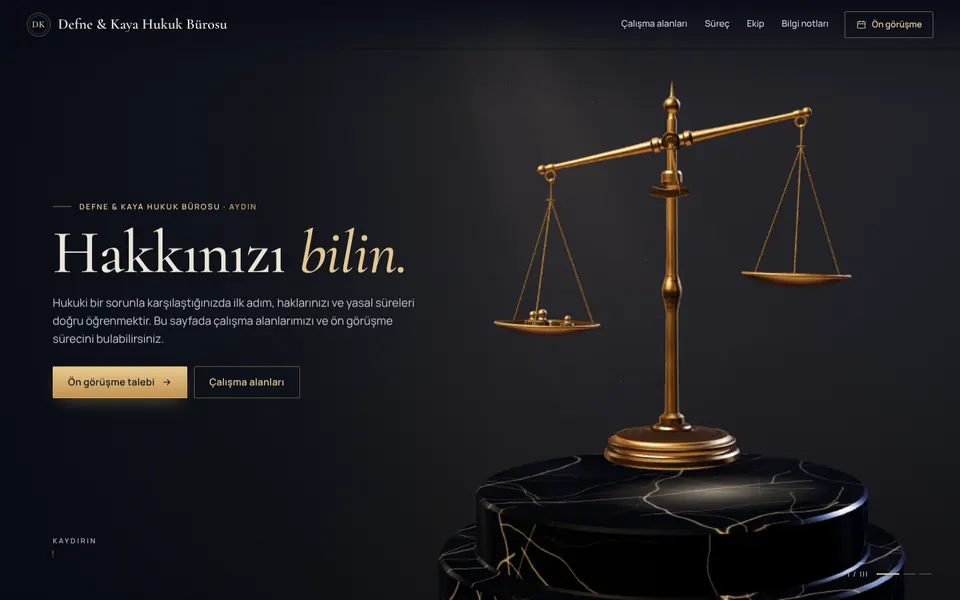 DK
Defne & Kaya Hukuk Bürosu
Çalışma alanları
Süreç
Ekip
Bilgi notları
Ön görüşme
DEFNE & KAYA HUKUK BÜROSU · AYDIN
Hakkınızı bilin.
Hukuki bir sorunla karşılaştığınızda ilk adım, haklarınızı ve yasal süreleri
doğru öğrenmektir. Bu sayfada çalışma alanlarımızı ve ön görüşme
sürecini bulabilirsiniz.
Ön görüşme talebi →
Çalışma alanları
KAYDIRIN
I / III